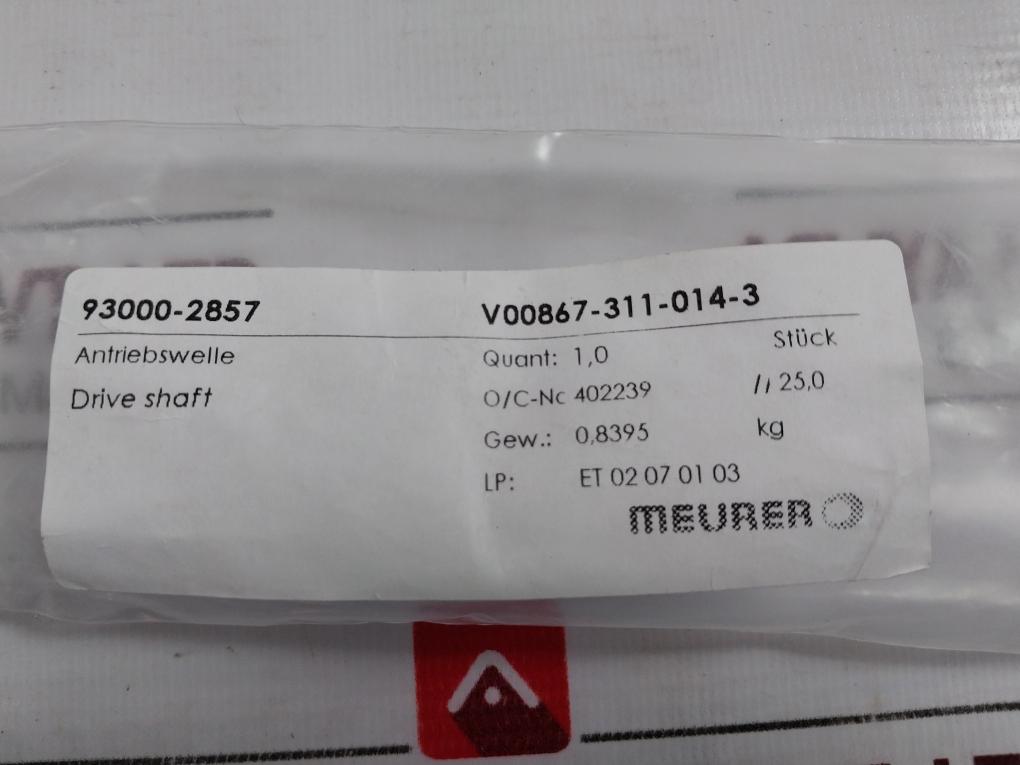 93000-2857 V00867-311-014-3
Antriebswelle Quant: 1,0 Stück
Drive shaft O/C-Nc 402239 // 25,0
Gew.: 0,8395 kg
LP: ET 02 07 01 03
MEURER